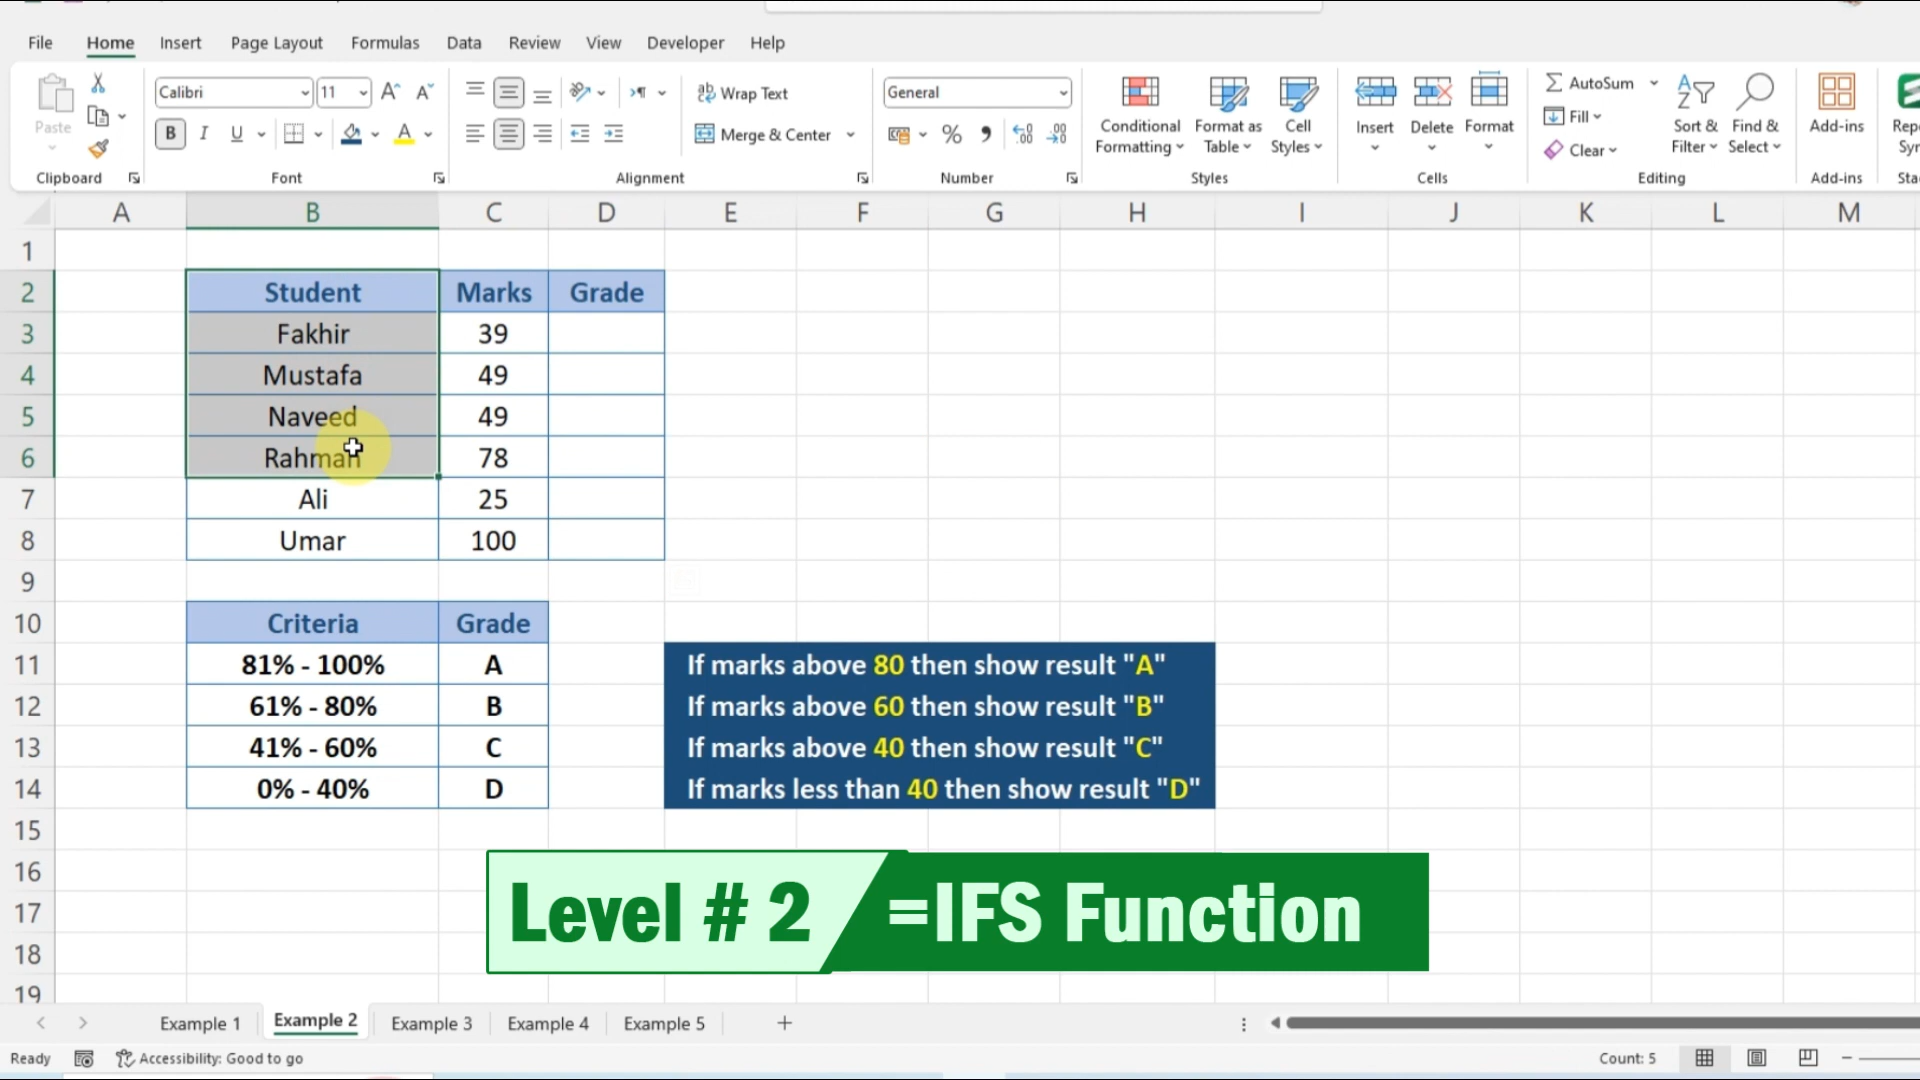 File Home Insert Page Layout Formulas Data Review View Developer Help
Calibri 11 Wrap Text General AutoSum
Paste B I U Merge & Center Conditional Formatting Format as Table Cell Styles Insert Delete Format Fill Clear Sort & Filter Find & Select Add-ins
Clipboard Font Alignment Number Styles Cells Editing Add-ins
A B C D E F G H I J K L M
1
2 Student Marks Grade
3 Fakhir 39
4 Mustafa 49
5 Naveed 49
6 Rahman 78
7 Ali 25
8 Umar 100
9
10 Criteria Grade
11 81% - 100% A If marks above 80 then show result "A"
12 61% - 80% B If marks above 60 then show result "B"
13 41% - 60% C If marks above 40 then show result "C"
14 0% - 40% D If marks less than 40 then show result "D"
15
16
17
18
19
Level # 2 =IFS Function
Example 1 Example 2 Example 3 Example 4 Example 5 +
Ready Accessibility: Good to go Count: 5